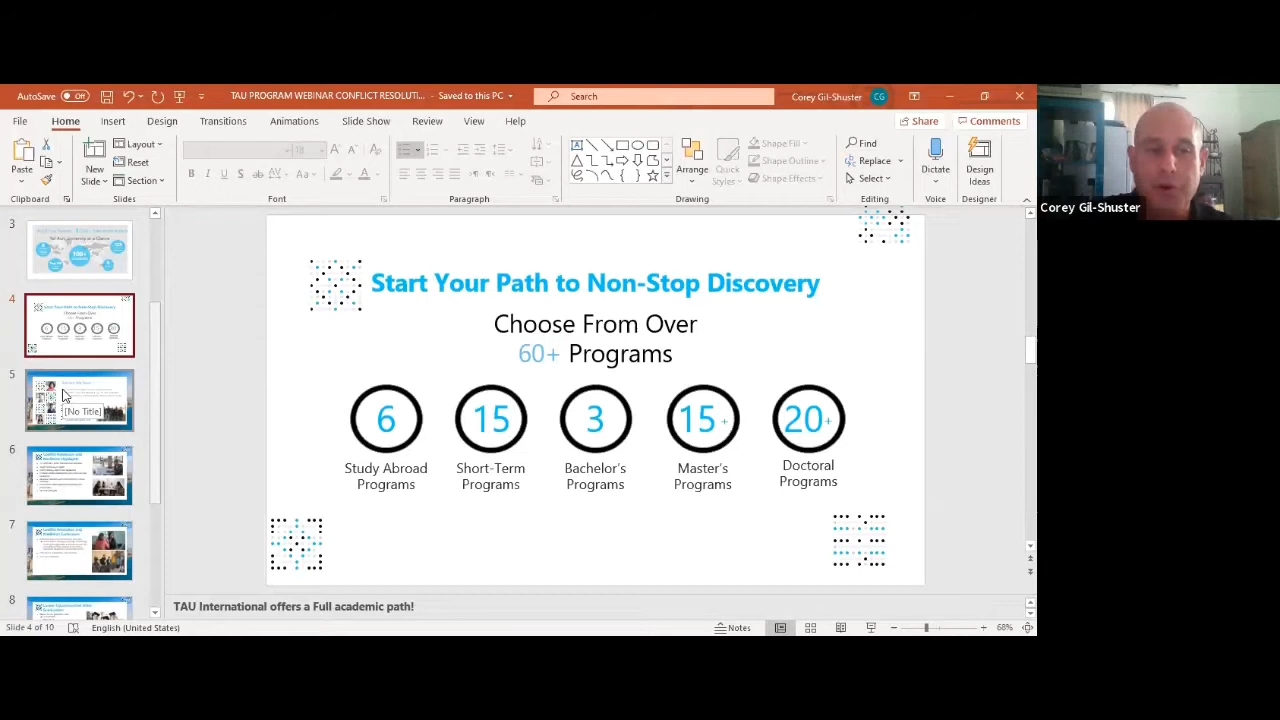 AutoSave Off
TAU PROGRAM WEBINAR CONFLICT RESOLUTI... - Saved to this PC
Search
Corey Gil-Shuster CG
File Home Insert Design Transitions Animations Slide Show Review View Help
Share Comments
Paste
New
Slide
Layout
Reset
Section
B I U S ab AV Aa A
Arrange
Quick
Styles
Shape Fill
Shape Outline
Shape Effects
Find
Replace
Select
Dictate
Design
Ideas
Clipboard Slides Font Paragraph Drawing Editing Voice Designer
Corey Gil-Shuster
3
4
5
[No Title]
6
7
8
Start Your Path to Non-Stop Discovery
Choose From Over
60+ Programs
6 15 3 15+ 20+
Study Abroad
Programs
Short-Term
Programs
Bachelor's
Programs
Master's
Programs
Doctoral
Programs
TAU International offers a Full academic path!
Slide 4 of 10 English (United States) Notes 68%